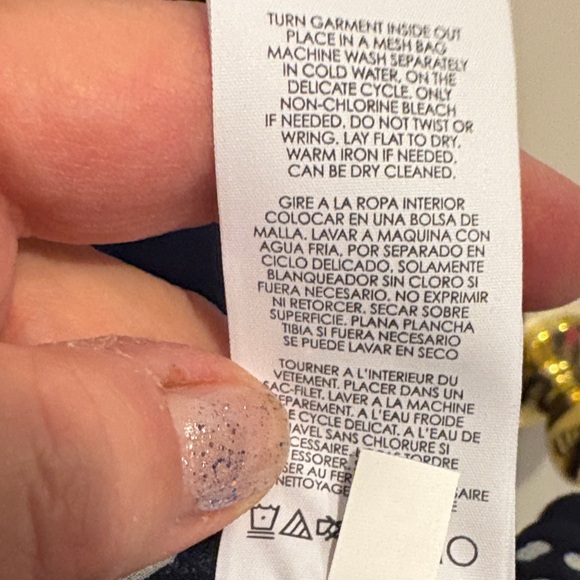 TURN GARMENT INSIDE OUT
PLACE IN A MESH BAG
MACHINE WASH SEPARATELY
IN COLD WATER, ON THE
DELICATE CYCLE. ONLY
NON-CHLORINE BLEACH
IF NEEDED. DO NOT TWIST OR
WRING. LAY FLAT TO DRY.
WARM IRON IF NEEDED.
CAN BE DRY CLEANED.
GIRE A LA ROPA INTERIOR
COLOCAR EN UNA BOLSA DE
MALLA. LAVAR A MAQUINA CON
AGUA FRIA, POR SEPARADO EN
CICLO DELICADO. SOLAMENTE
BLANQUEADOR SIN CLORO SI
FUERA NECESARIO. NO EXPRIMIR
NI RETORCER. SECAR SOBRE
SUPERFICIE. PLANA PLANCHA
TIBIA SI FUERA NECESARIO
SE PUEDE LAVAR EN SECO
TOURNER A L'INTERIEUR DU
VETEMENT. PLACER DANS UN
SAC-FILET. LAVER A LA MACHINE
A L'EAU FROIDE
CYCLE DELICAT. A L'EAU DE
SANS CHLORURE SI
ESSORER.
AU FER
NETTOYAGE